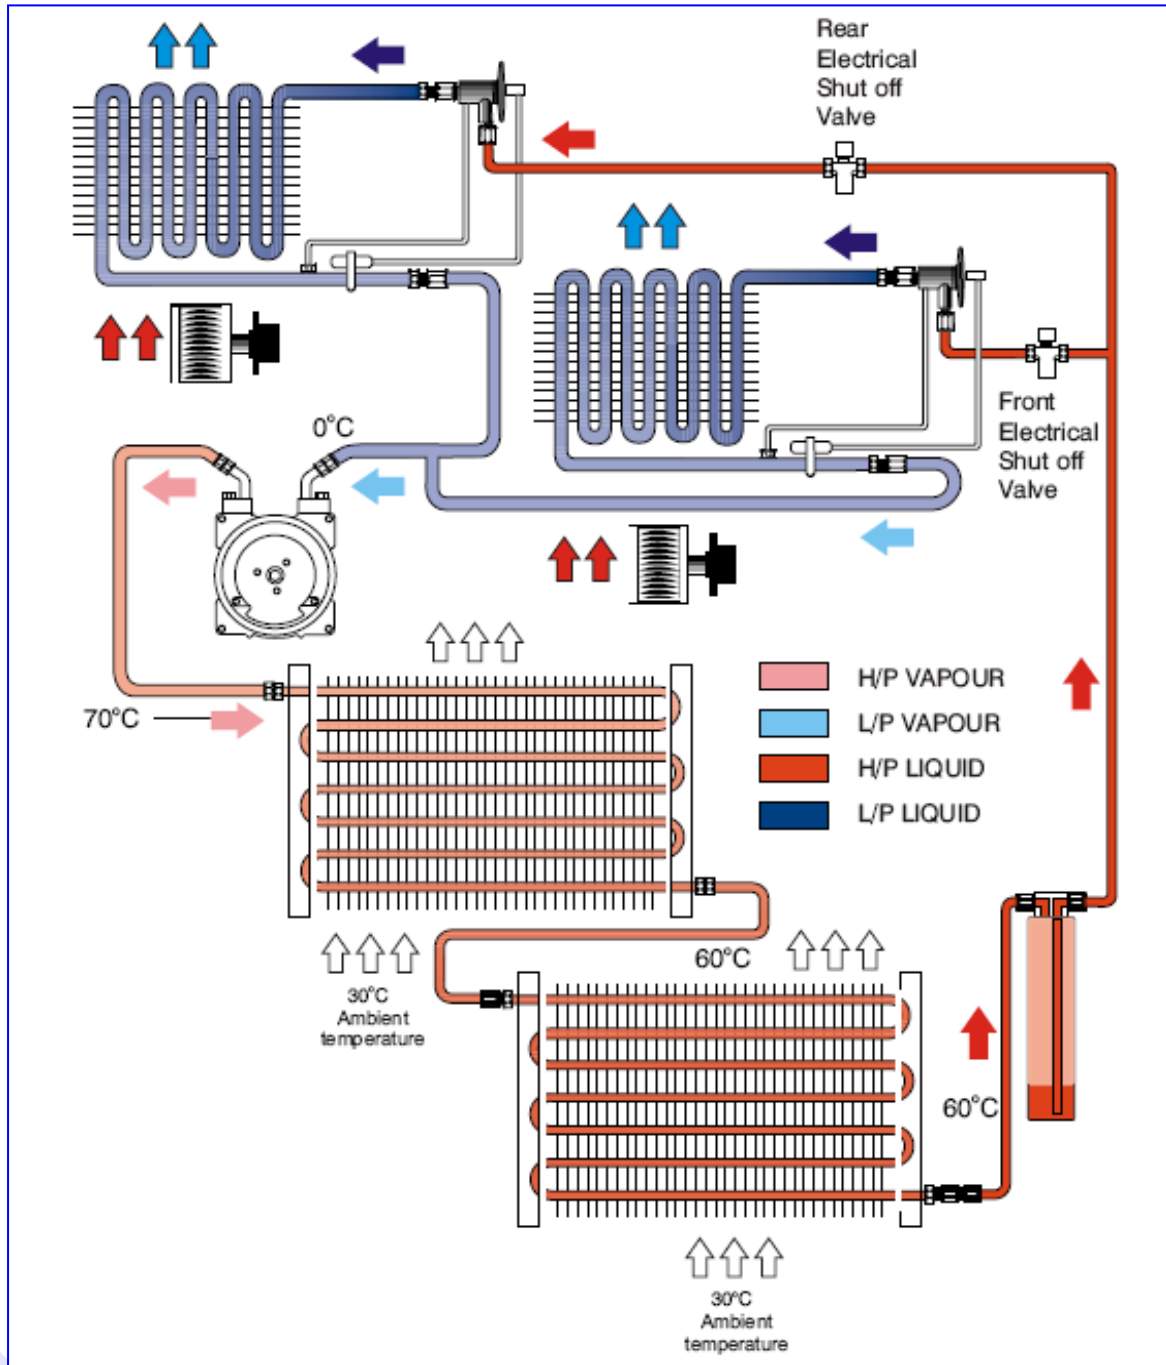 Rear
Electrical
Shut off
Valve
Front
Electrical
Shut off
Valve
0°C
70°C
H/P VAPOUR
L/P VAPOUR
H/P LIQUID
L/P LIQUID
60°C
30°C
Ambient
temperature
60°C
30°C
Ambient
temperature